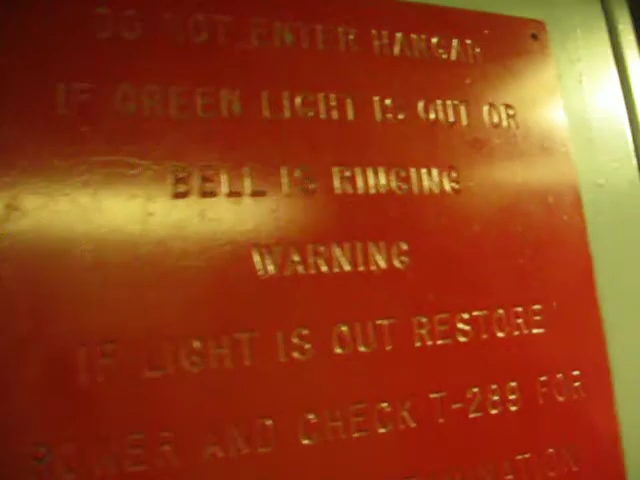 DO NOT ENTER HANGAR
IF GREEN LIGHT IS OUT OR
BELL IS RINGING
WARNING
IF LIGHT IS OUT RESTORE
POWER AND CHECK T-289 FOR